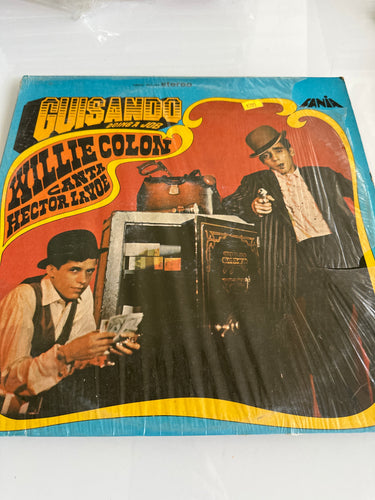 stereo
FANIA
GUISANDO
DOING A JOB
WILLIE COLON
CANTA
HECTOR LAVOE